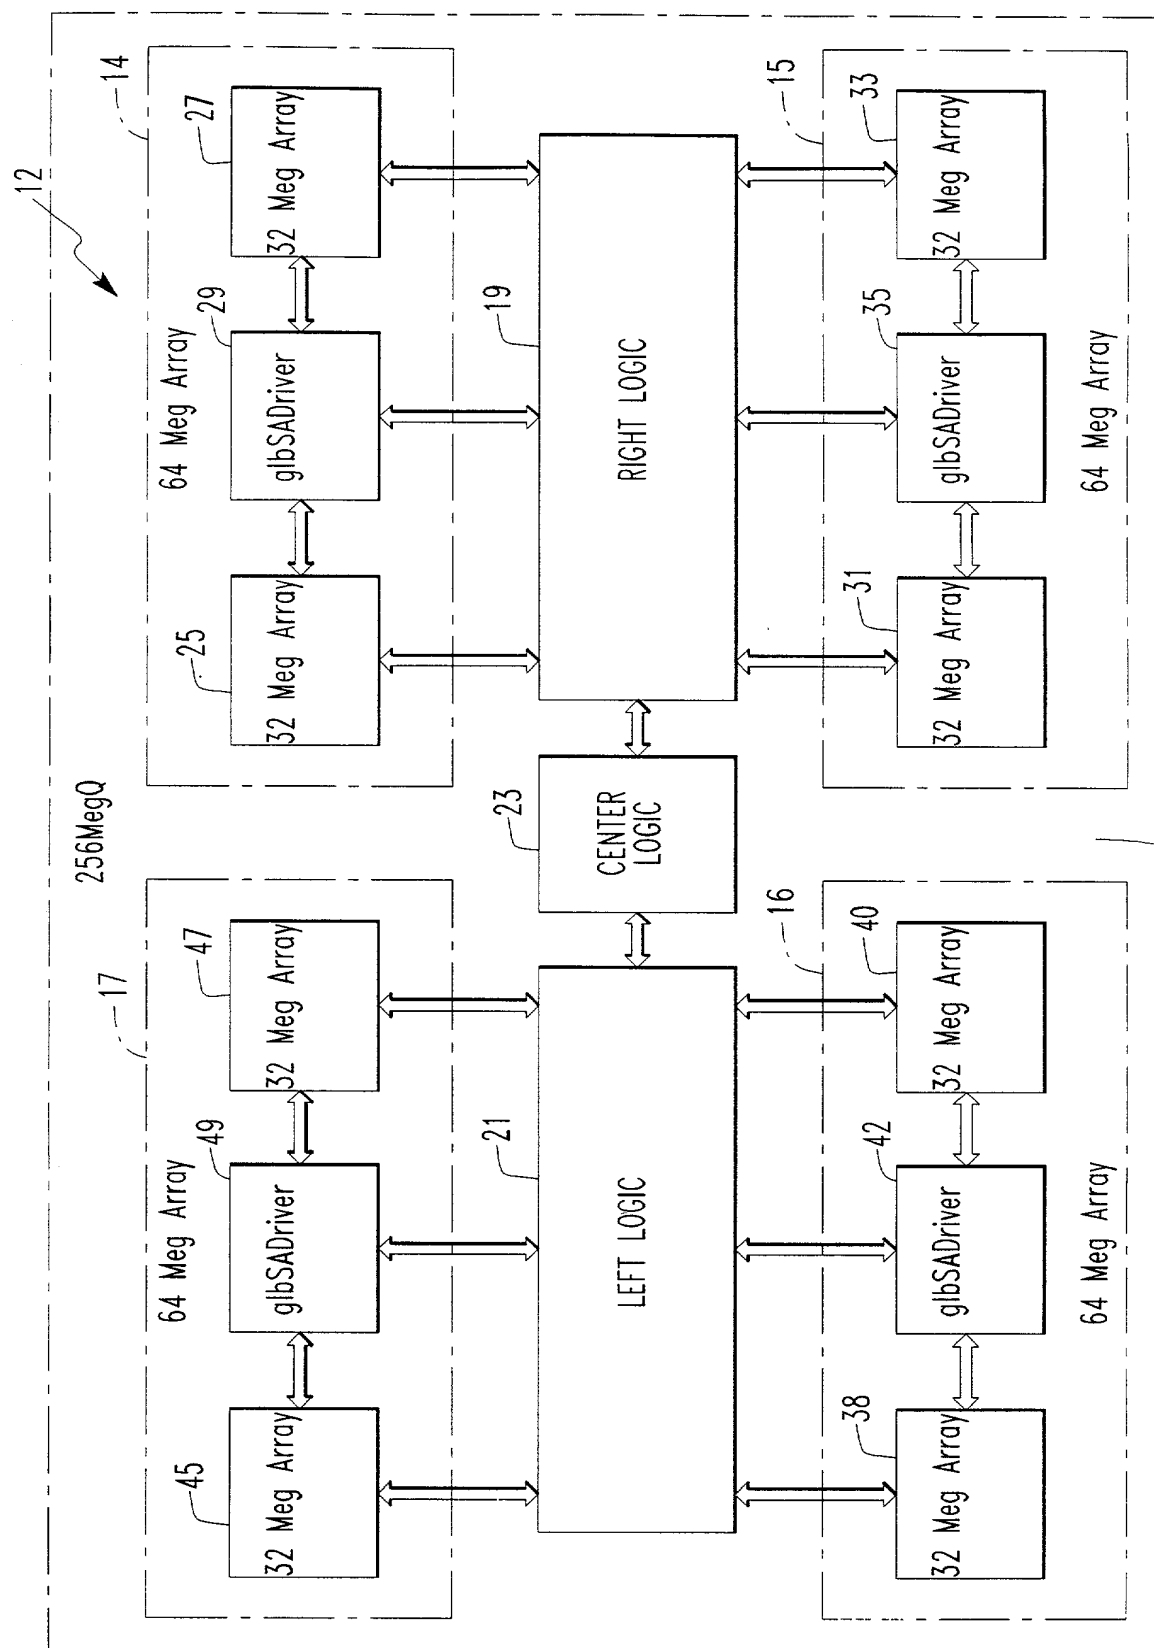 12
256MegQ
17
14
64 Meg Array
64 Meg Array
45
49
47
25
29
27
32 Meg Array
glbSADriver
32 Meg Array
32 Meg Array
glbSADriver
32 Meg Array
21
23
19
LEFT LOGIC
CENTER
LOGIC
RIGHT LOGIC
16
15
38
42
40
31
35
33
32 Meg Array
glbSADriver
32 Meg Array
32 Meg Array
glbSADriver
32 Meg Array
64 Meg Array
64 Meg Array